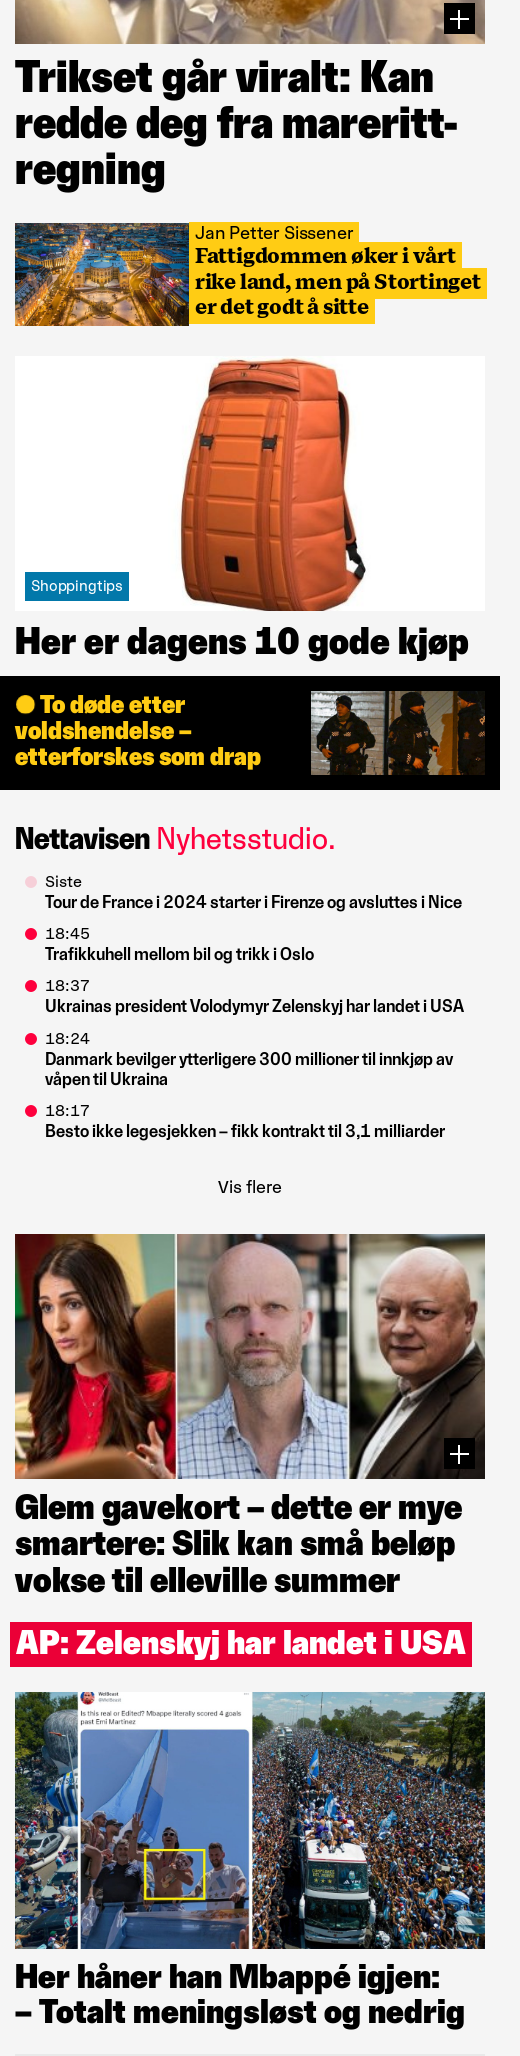 Trikset går viralt: Kan
redde deg fra mareritt-
regning
Jan Petter Sissener
Fattigdommen øker i vårt
rike land, men på Stortinget
er det godt å sitte
Shoppingtips
Her er dagens 10 gode kjøp
To døde etter
voldshendelse –
etterforskes som drap
Nettavisen Nyhetsstudio.
Siste
Tour de France i 2024 starter i Firenze og avsluttes i Nice
18:45
Trafikkuhell mellom bil og trikk i Oslo
18:37
Ukrainas president Volodymyr Zelenskyj har landet i USA
18:24
Danmark bevilger ytterligere 300 millioner til innkjøp av
våpen til Ukraina
18:17
Besto ikke legesjekken – fikk kontrakt til 3,1 milliarder
Vis flere
Glem gavekort – dette er mye
smartere: Slik kan små beløp
vokse til elleville summer
AP: Zelenskyj har landet i USA
Is this real or Edited? Mbappe literally scored 4 goals
past Emi Martinez
Her håner han Mbappé igjen:
– Totalt meningsløst og nedrig